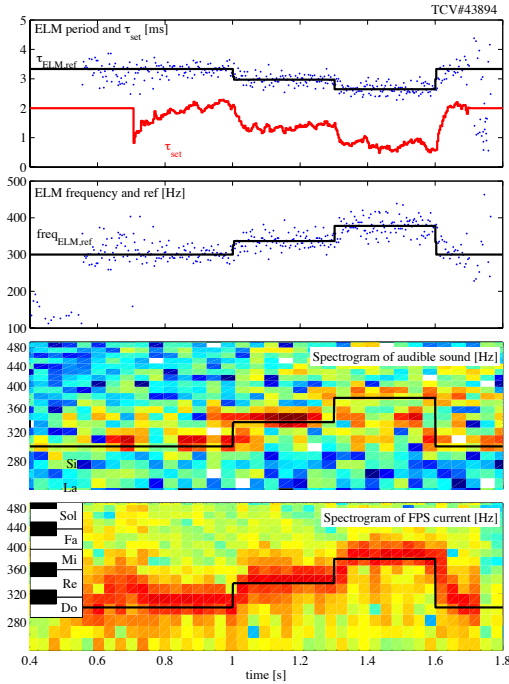 TCV#43894
ELM period and τset [ms]
τELM,ref
τset
5
4
3
2
1
0
ELM frequency and ref [Hz]
freqELM,ref
500
400
300
200
100
Spectrogram of audible sound [Hz]
480
440
400
360
320
280
Si
La
Spectrogram of FPS current [Hz]
480
440
400
360
320
280
Sol
Fa
Mi
Re
Do
0.4 0.6 0.8 1 1.2 1.4 1.6 1.8
time [s]